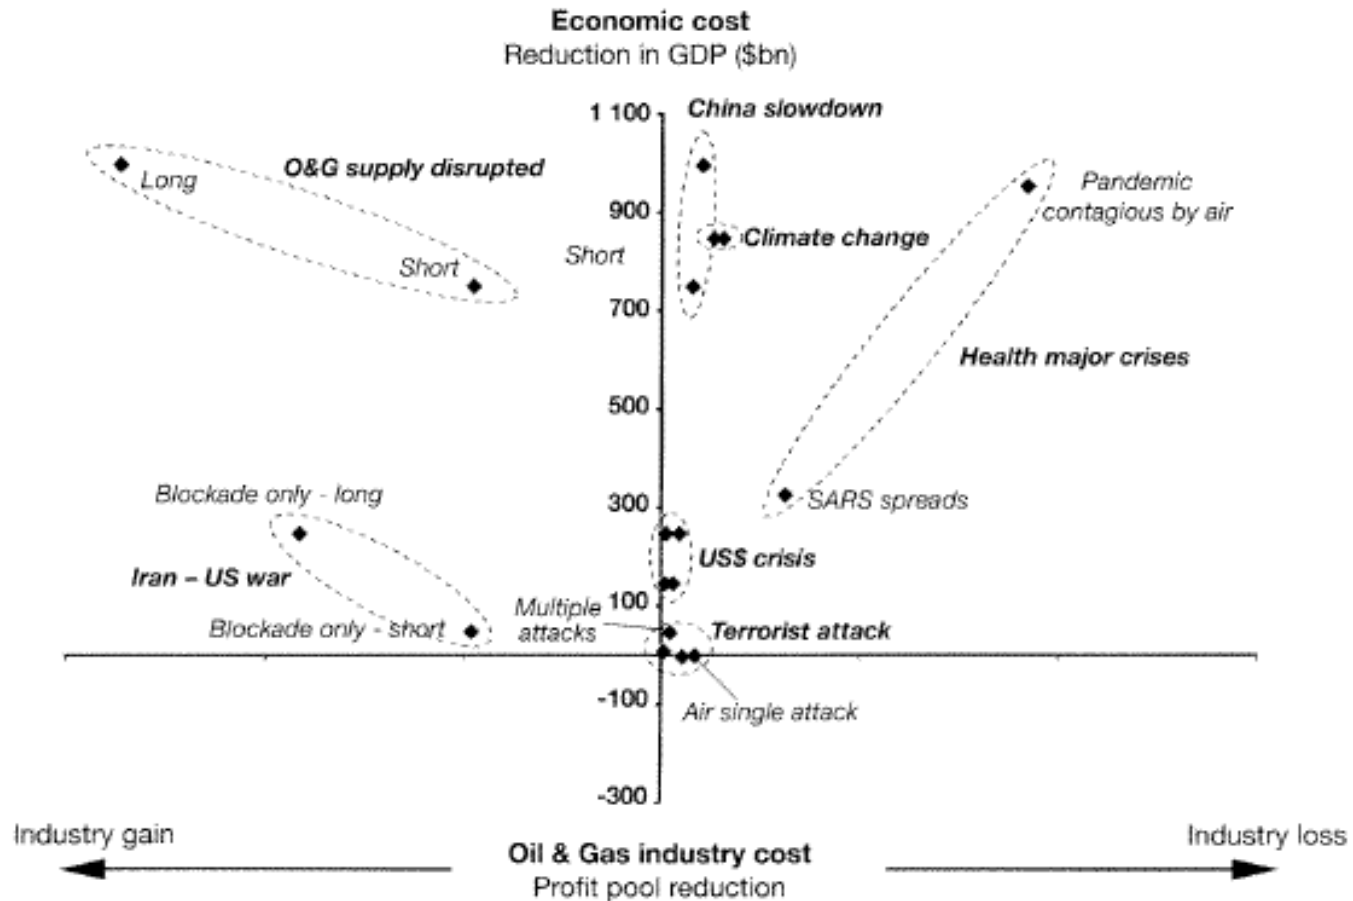 Economic cost
Reduction in GDP ($bn)
1 100
China slowdown
O&G supply disrupted
Long
Pandemic
contagious by air
900
Climate change
Short
Short
700
Health major crises
500
Blockade only - long
300
SARS spreads
US$ crisis
Iran – US war
100
Multiple
attacks
Blockade only - short
Terrorist attack
-100
Air single attack
-300
Industry gain
Industry loss
Oil & Gas industry cost
Profit pool reduction